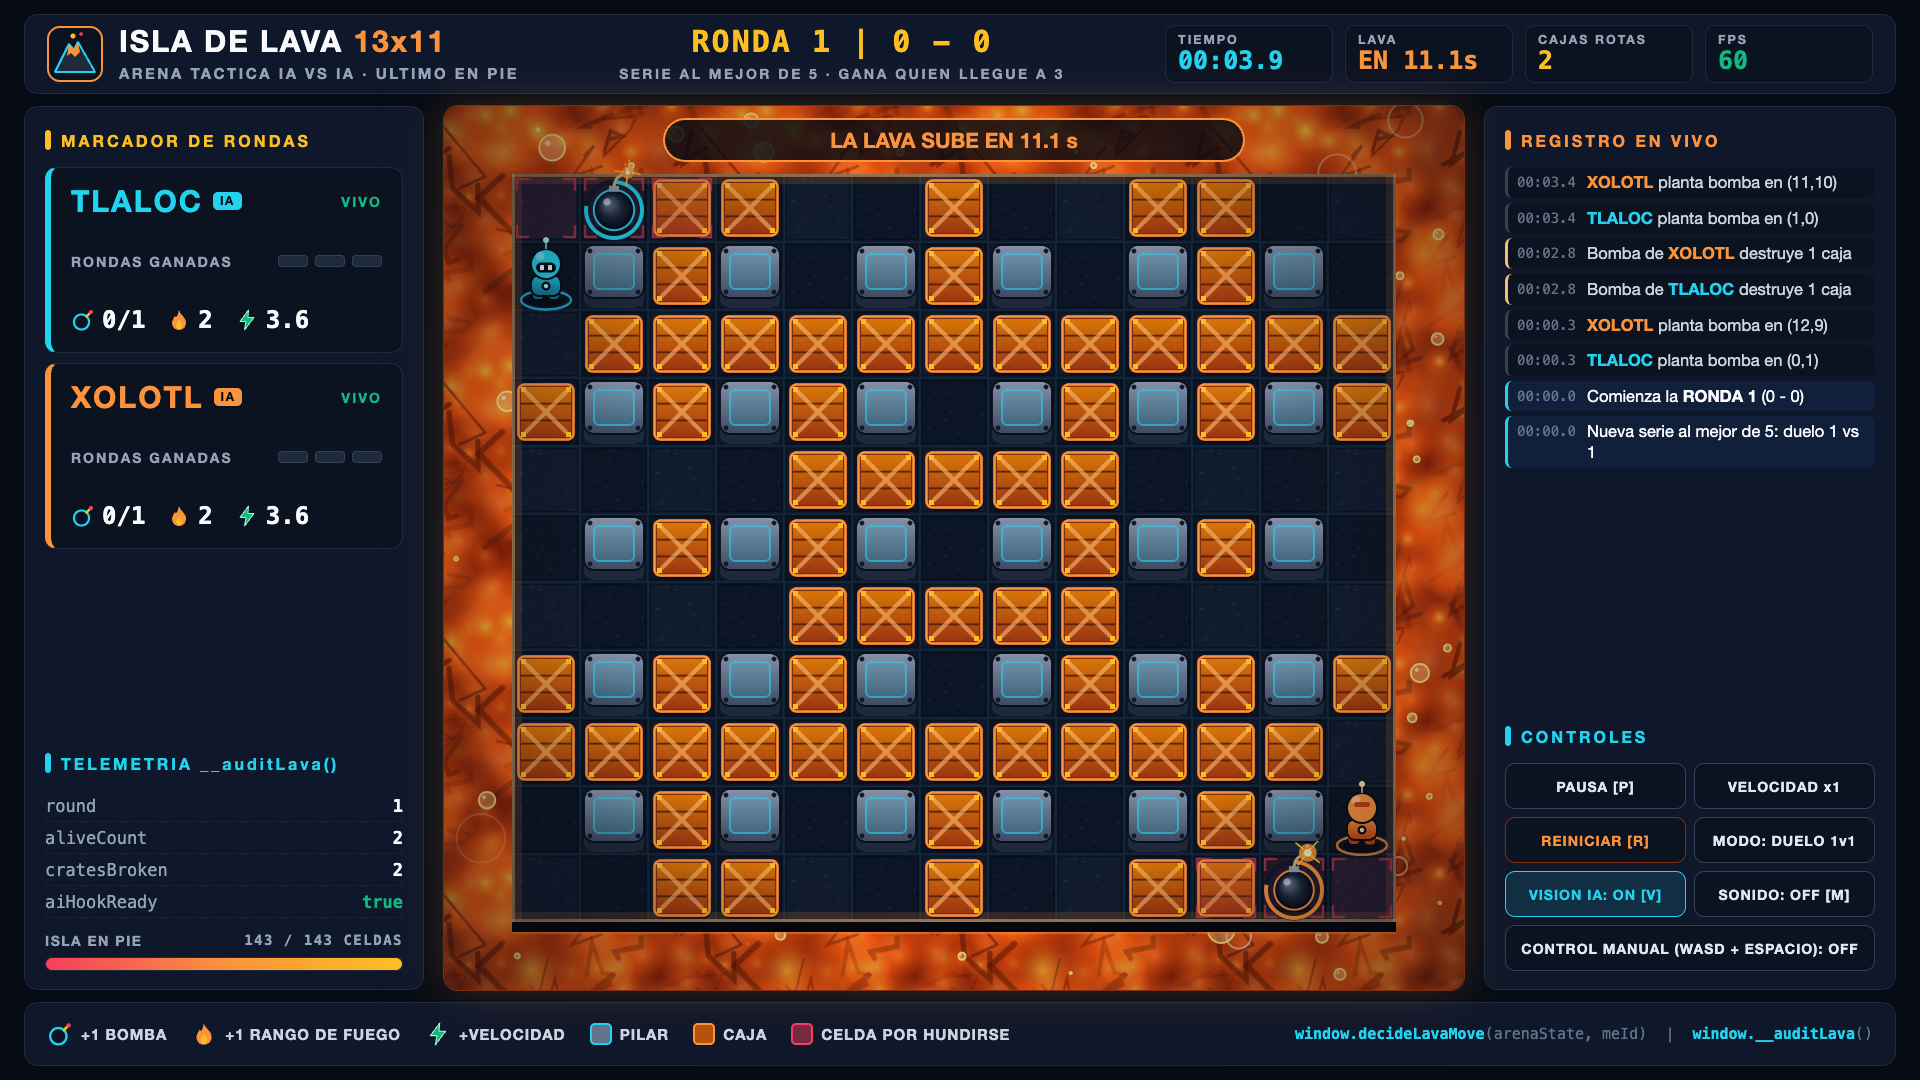 ISLA DE LAVA 13x11
ARENA TACTICA IA VS IA · ULTIMO EN PIE
RONDA 1 | 0 – 0
SERIE AL MEJOR DE 5 · GANA QUIEN LLEGUE A 3
TIEMPO
00:03.9
LAVA
EN 11.1s
CAJAS ROTAS
2
FPS
60
MARCADOR DE RONDAS
TLALOC IA VIVO
RONDAS GANADAS
0/1 2 3.6
XOLOTL IA VIVO
RONDAS GANADAS
0/1 2 3.6
TELEMETRIA __auditLava()
round 1
aliveCount 2
cratesBroken 2
aiHookReady true
ISLA EN PIE 143 / 143 CELDAS
LA LAVA SUBE EN 11.1 s
REGISTRO EN VIVO
00:03.4 XOLOTL planta bomba en (11,10)
00:03.4 TLALOC planta bomba en (1,0)
00:02.8 Bomba de XOLOTL destruye 1 caja
00:02.8 Bomba de TLALOC destruye 1 caja
00:00.3 XOLOTL planta bomba en (12,9)
00:00.3 TLALOC planta bomba en (0,1)
00:00.0 Comienza la RONDA 1 (0 - 0)
00:00.0 Nueva serie al mejor de 5: duelo 1 vs
1
CONTROLES
PAUSA [P]
VELOCIDAD x1
REINICIAR [R]
MODO: DUELO 1v1
VISION IA: ON [V]
SONIDO: OFF [M]
CONTROL MANUAL (WASD + ESPACIO): OFF
+1 BOMBA
+1 RANGO DE FUEGO
+VELOCIDAD
PILAR
CAJA
CELDA POR HUNDIRSE
window.decideLavaMove(arenaState, meId) | window.__auditLava()